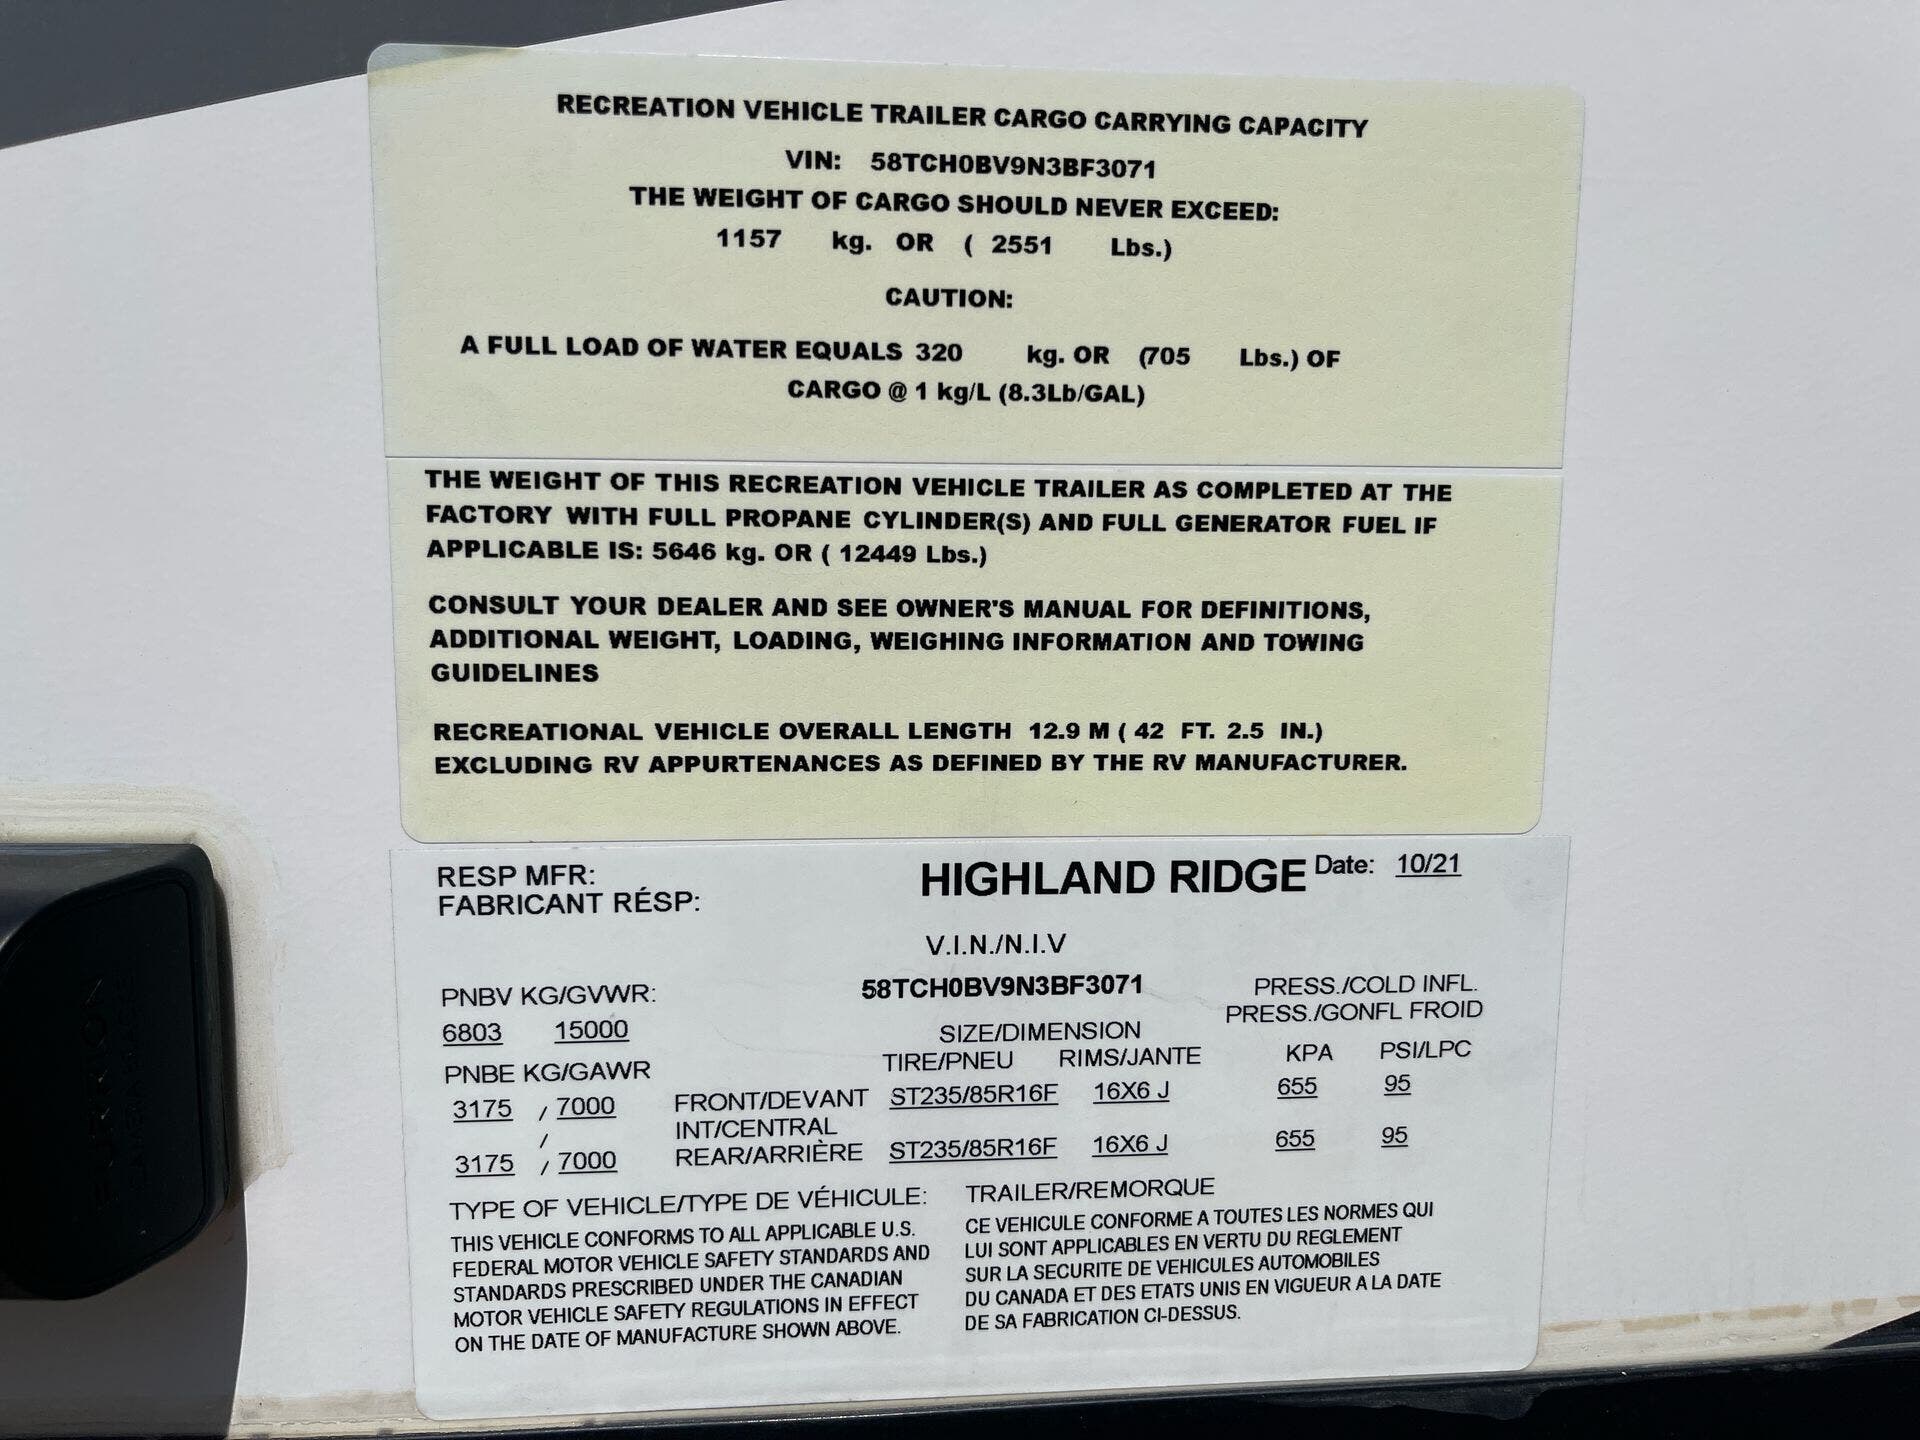 RECREATION VEHICLE TRAILER CARGO CARRYING CAPACITY
VIN: 58TCH0BV9N3BF3071
THE WEIGHT OF CARGO SHOULD NEVER EXCEED:
1157 kg. OR ( 2551 Lbs.)
CAUTION:
A FULL LOAD OF WATER EQUALS 320 kg. OR (705 Lbs.) OF
CARGO @ 1 kg/L (8.3Lb/GAL)
THE WEIGHT OF THIS RECREATION VEHICLE TRAILER AS COMPLETED AT THE
FACTORY WITH FULL PROPANE CYLINDER(S) AND FULL GENERATOR FUEL IF
APPLICABLE IS: 5646 kg. OR ( 12449 Lbs.)
CONSULT YOUR DEALER AND SEE OWNER'S MANUAL FOR DEFINITIONS,
ADDITIONAL WEIGHT, LOADING, WEIGHING INFORMATION AND TOWING
GUIDELINES
RECREATIONAL VEHICLE OVERALL LENGTH 12.9 M ( 42 FT. 2.5 IN.)
EXCLUDING RV APPURTENANCES AS DEFINED BY THE RV MANUFACTURER.
RESP MFR: HIGHLAND RIDGE Date: 10/21
FABRICANT RÉSP:
V.I.N./N.I.V
PNBV KG/GVWR: 58TCH0BV9N3BF3071 PRESS./COLD INFL.
PRESS./GONFL FROID
6803 15000 SIZE/DIMENSION
TIRE/PNEU RIMS/JANTE KPA PSI/LPC
PNBE KG/GAWR
3175 / 7000 FRONT/DEVANT ST235/85R16F 16X6 J 655 95
/ INT/CENTRAL
3175 / 7000 REAR/ARRIÈRE ST235/85R16F 16X6 J 655 95
TYPE OF VEHICLE/TYPE DE VÉHICULE: TRAILER/REMORQUE
THIS VEHICLE CONFORMS TO ALL APPLICABLE U.S.
FEDERAL MOTOR VEHICLE SAFETY STANDARDS AND
STANDARDS PRESCRIBED UNDER THE CANADIAN
MOTOR VEHICLE SAFETY REGULATIONS IN EFFECT
ON THE DATE OF MANUFACTURE SHOWN ABOVE.
CE VEHICULE CONFORME A TOUTES LES NORMES QUI
LUI SONT APPLICABLES EN VERTU DU REGLEMENT
SUR LA SECURITE DE VEHICULES AUTOMOBILES
DU CANADA ET DES ETATS UNIS EN VIGUEUR A LA DATE
DE SA FABRICATION CI-DESSUS.